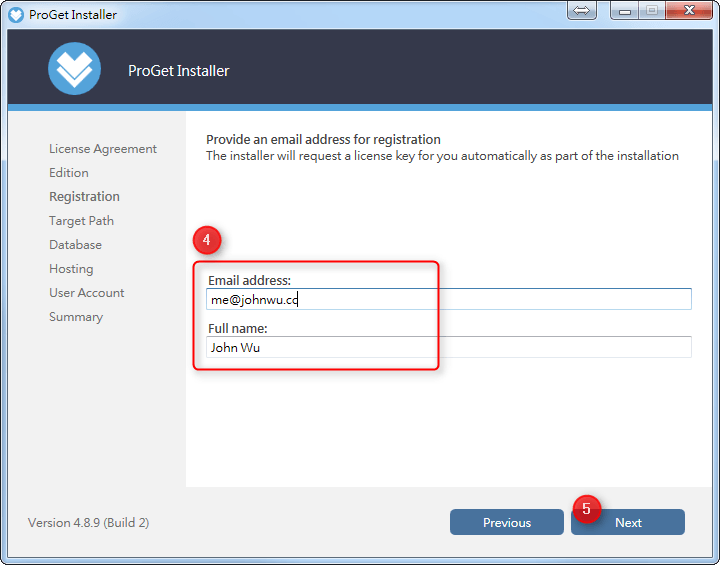 ProGet Installer
ProGet Installer
License Agreement
Edition
Registration
Target Path
Database
Hosting
User Account
Summary
Provide an email address for registration
The installer will request a license key for you automatically as part of the installation
4
Email address:
me@johnwu.cc
Full name:
John Wu
Version 4.8.9 (Build 2)
Previous
5
Next